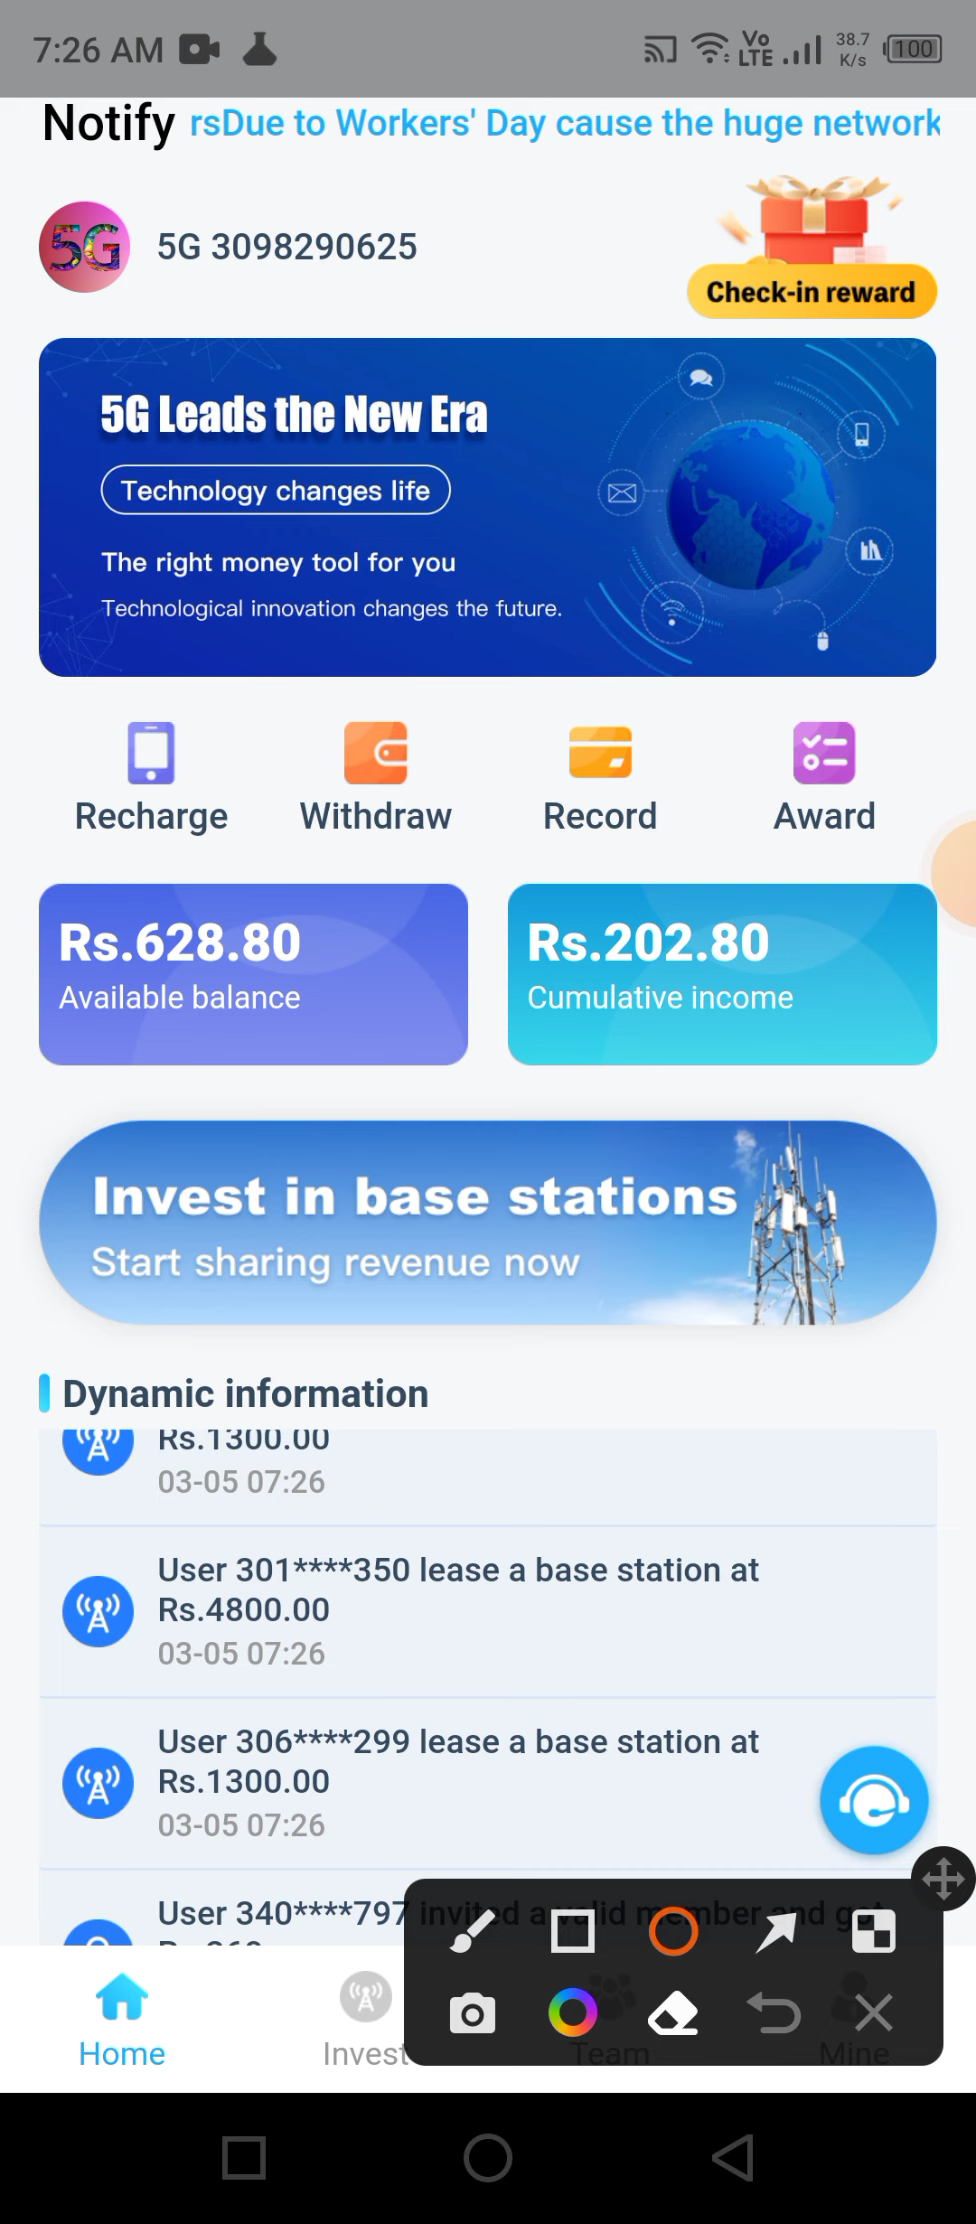 7:26 AM
Vo
LTE
38.7
K/s
100
Notify rsDue to Workers' Day cause the huge network
5G
5G 3098290625
Check-in reward
5G Leads the New Era
Technology changes life
The right money tool for you
Technological innovation changes the future.
Recharge
Withdraw
Record
Award
Rs.628.80
Available balance
Rs.202.80
Cumulative income
Invest in base stations
Start sharing revenue now
Dynamic information
Rs.1300.00
03-05 07:26
User 301****350 lease a base station at
Rs.4800.00
03-05 07:26
User 306****299 lease a base station at
Rs.1300.00
03-05 07:26
User 340****797 invited a valid member and got
Home
Invest
Team
Mine